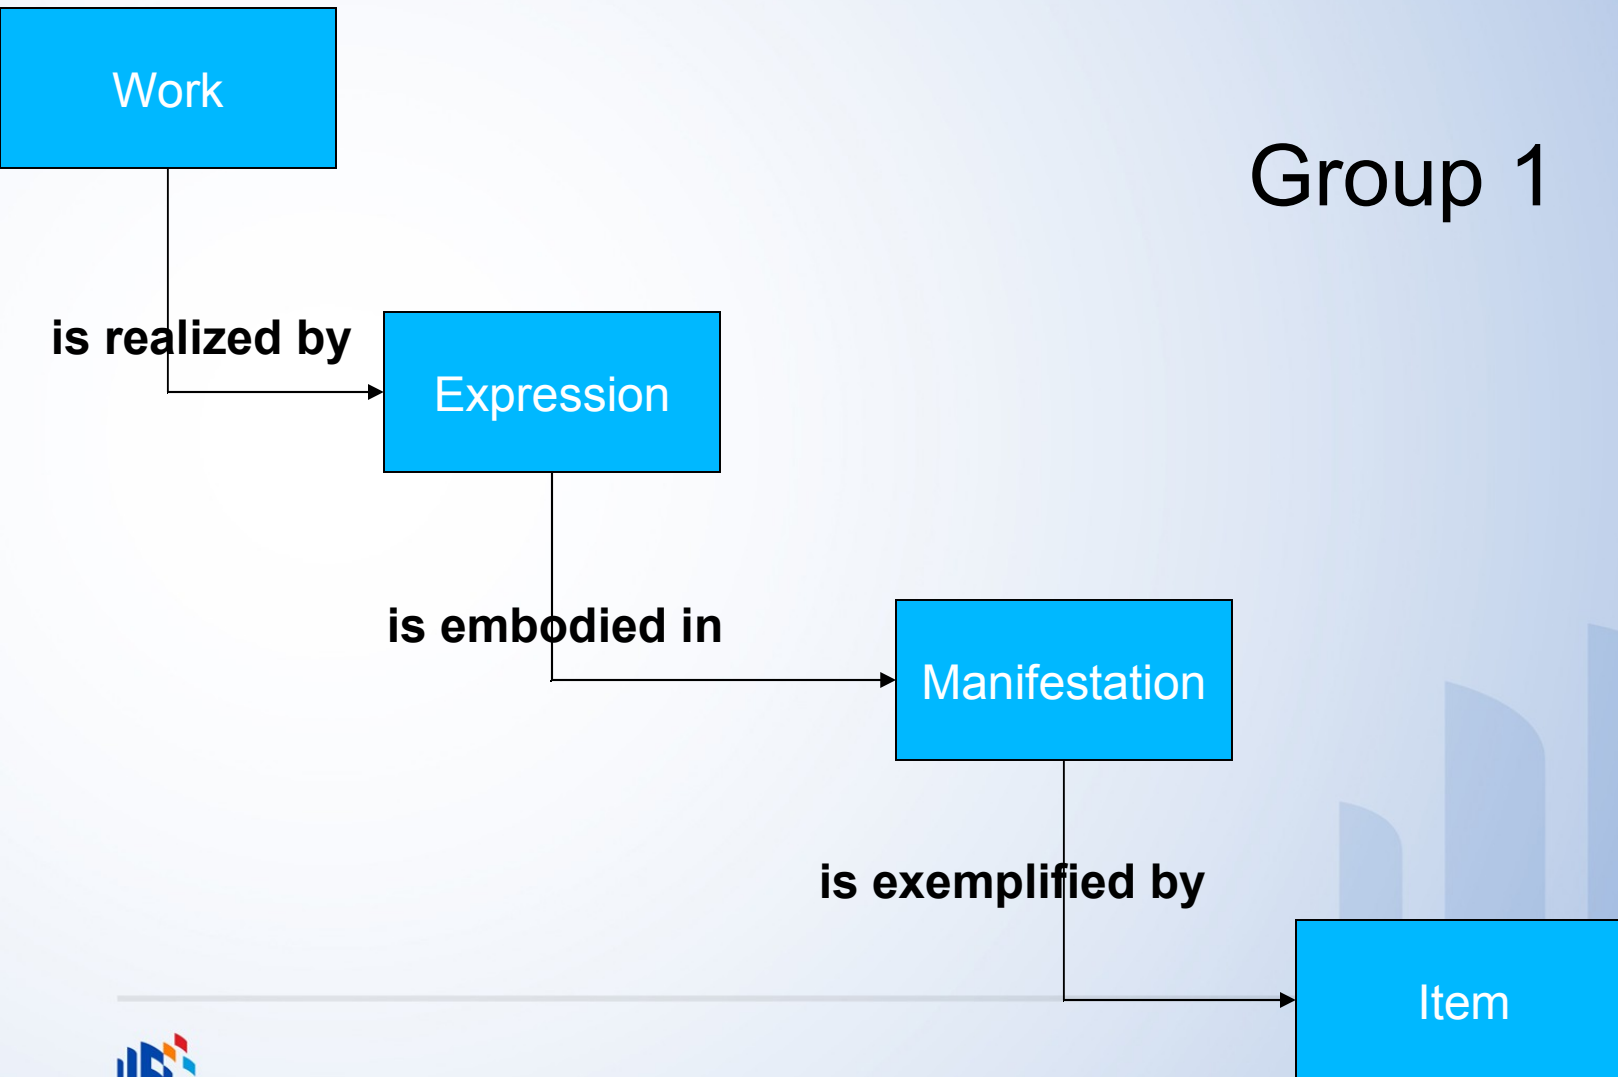 Work
Group 1
is realized by
Expression
is embodied in
Manifestation
is exemplified by
Item